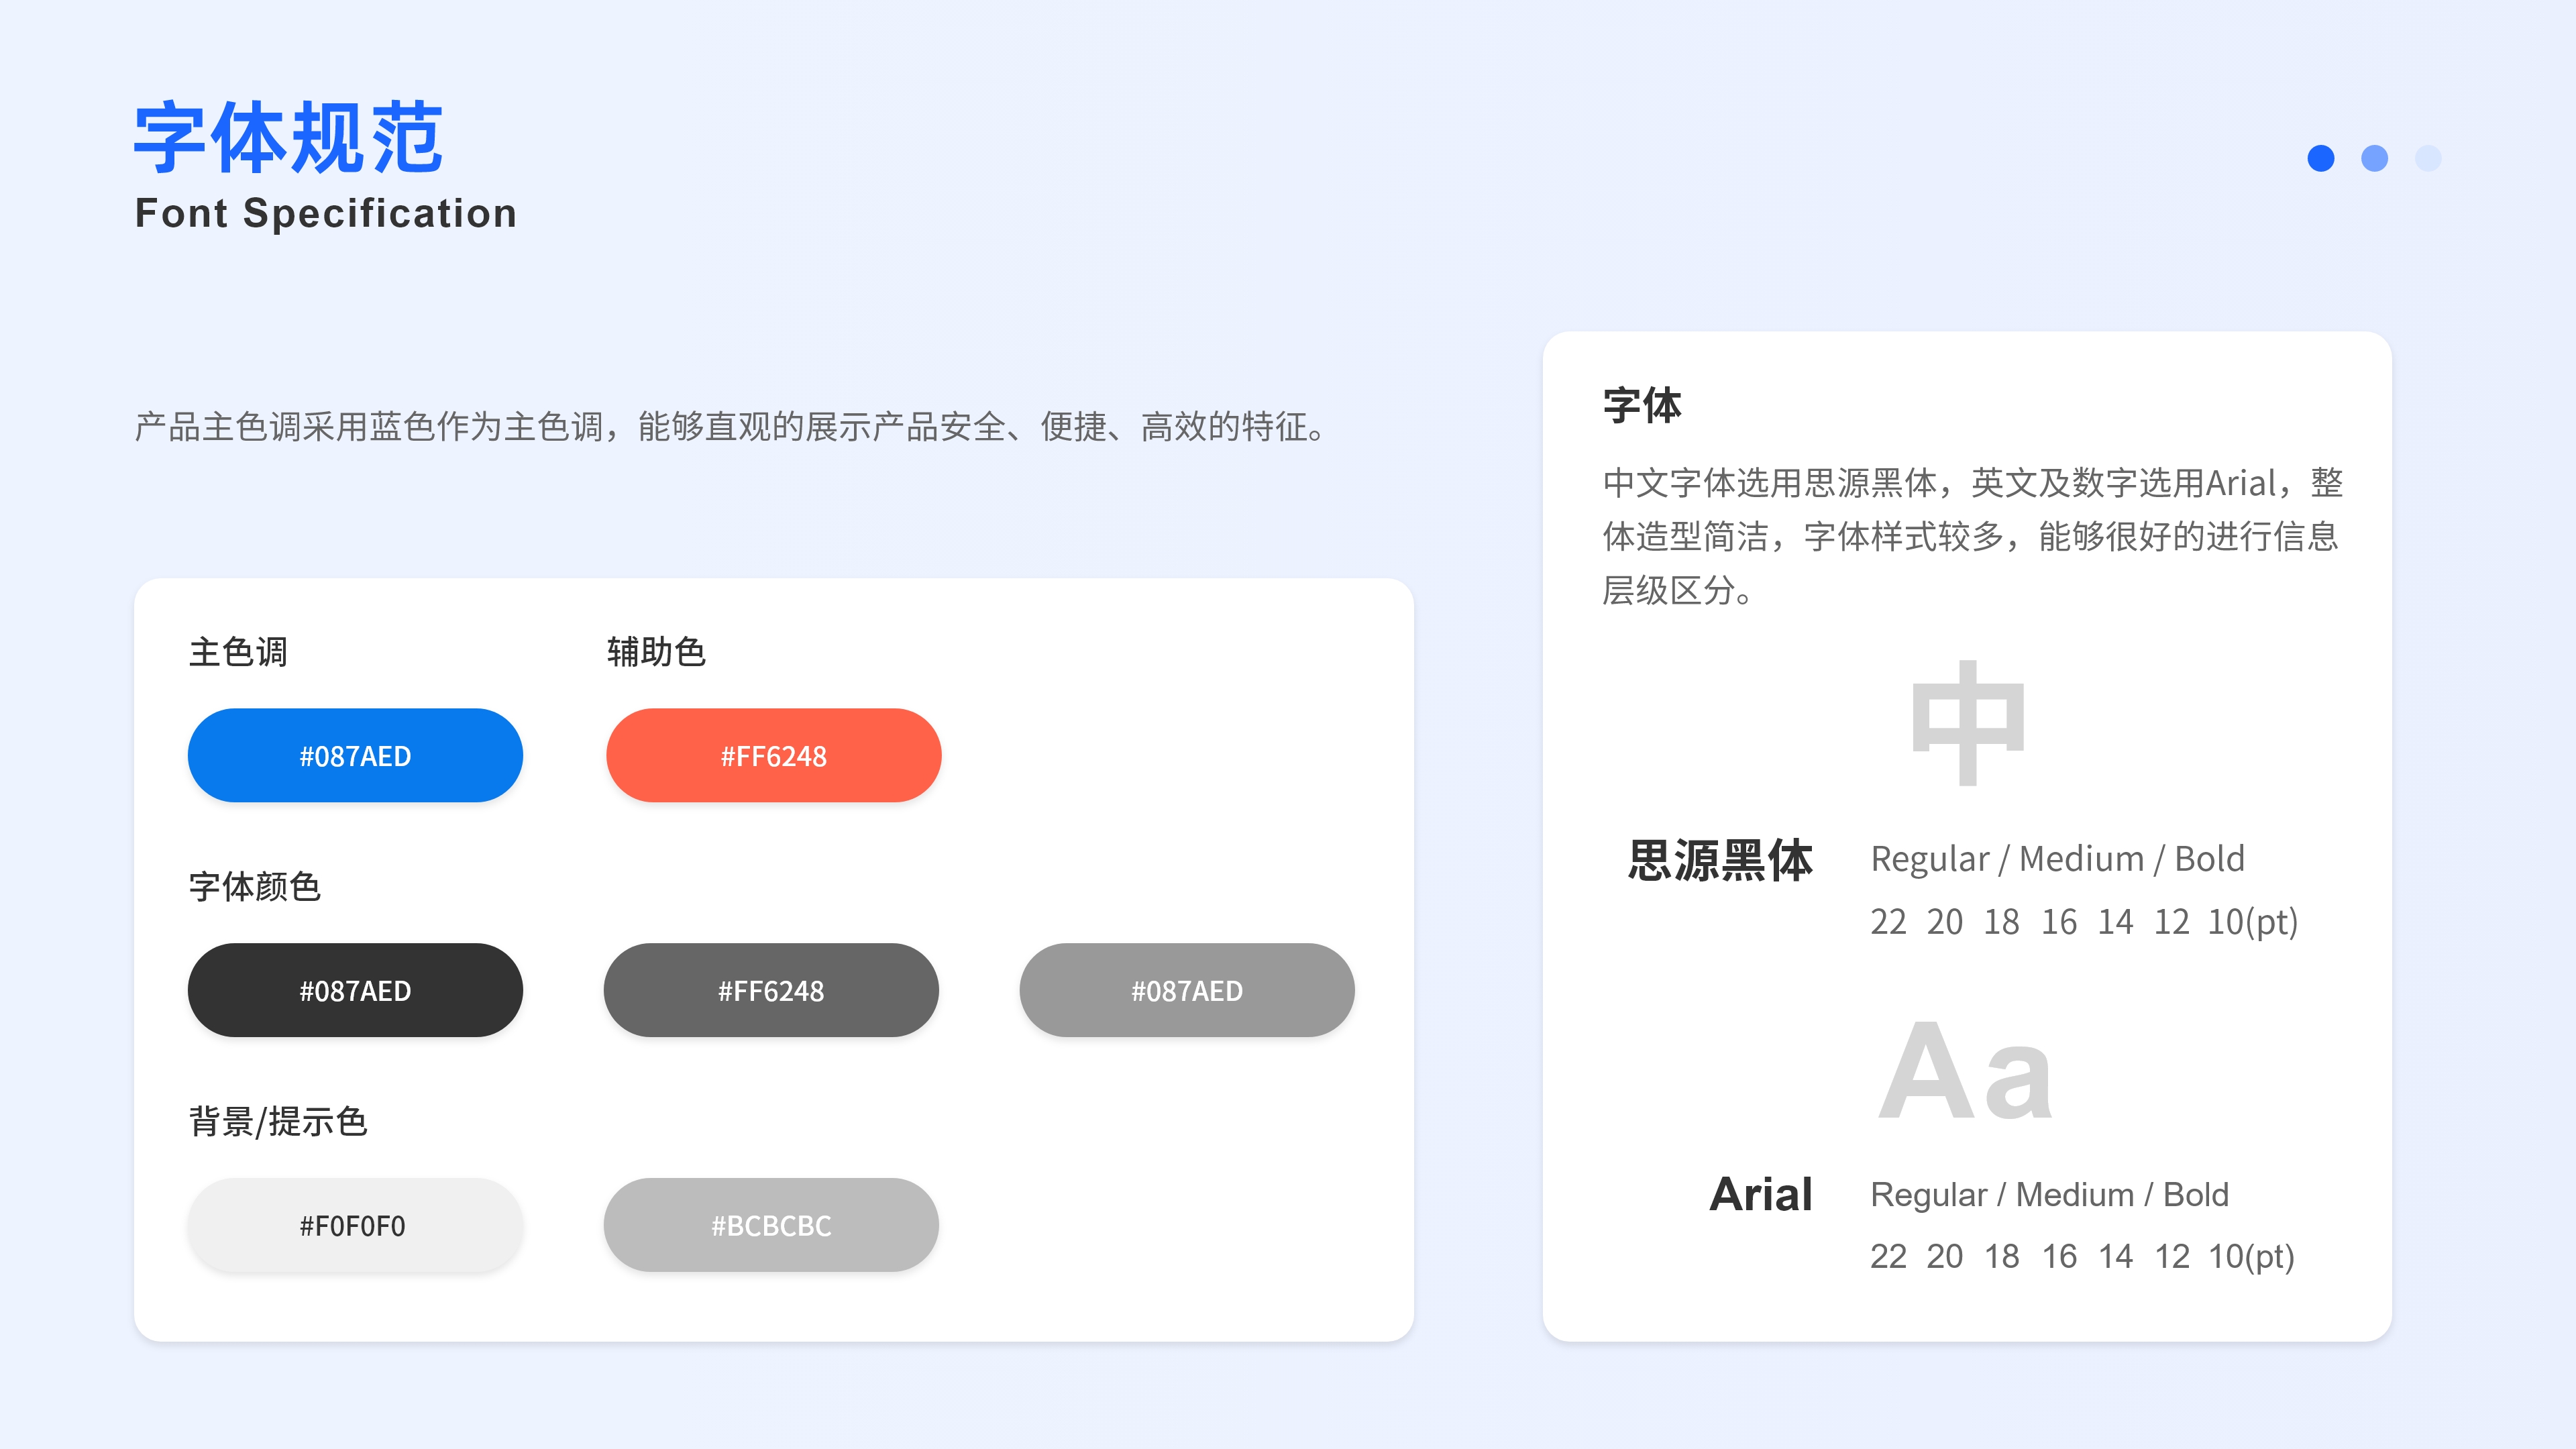 字体规范
Font Specification
产品主色调采用蓝色作为主色调，能够直观的展示产品安全、便捷、高效的特征。
主色调
辅助色
#087AED
#FF6248
字体颜色
#087AED
#FF6248
#087AED
背景/提示色
#F0F0F0
#BCBCBC
字体
中文字体选用思源黑体，英文及数字选用Arial，整
体造型简洁，字体样式较多，能够很好的进行信息
层级区分。
中
思源黑体
Regular / Medium / Bold
22 20 18 16 14 12 10(pt)
Aa
Arial
Regular / Medium / Bold
22 20 18 16 14 12 10(pt)